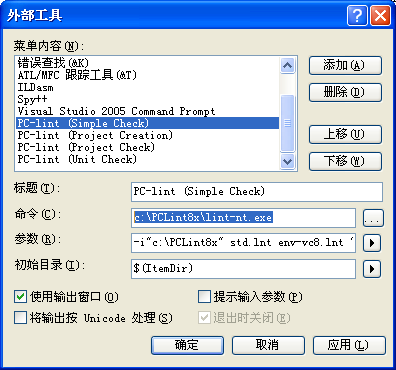 外部工具
菜单内容(N):
错误查找(&K)
ATL/MFC 跟踪工具(&T)
ILDasm
Spy++
Visual Studio 2005 Command Prompt
PC-lint (Simple Check)
PC-lint (Project Creation)
PC-lint (Project Check)
PC-lint (Unit Check)
添加(A)
删除(D)
上移(U)
下移(W)
标题(T):
PC-lint (Simple Check)
命令(C):
c:\PCLint8x\lint-nt.exe
...
参数(R):
-i"c:\PCLint8x" std.lnt env-vc8.lnt "
初始目录(I):
$(ItemDir)
使用输出窗口(O)
提示输入参数(P)
将输出按 Unicode 处理(S)
退出时关闭(E)
确定
取消
应用(L)